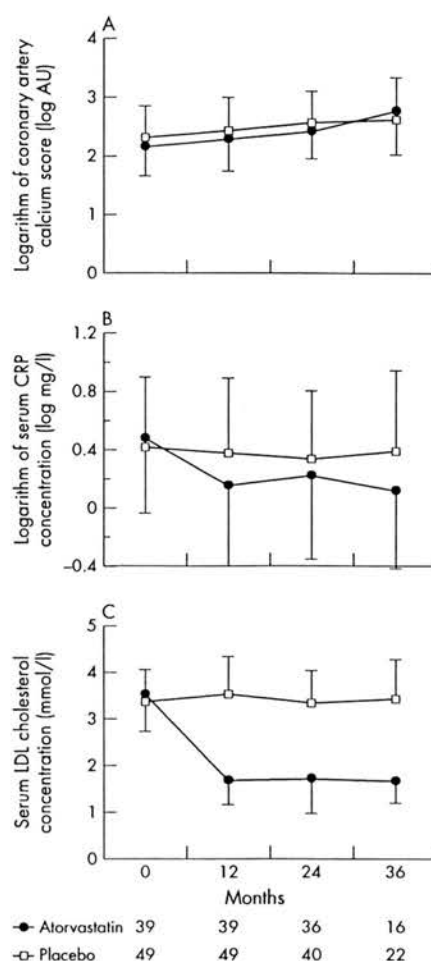 A
Logarithm of coronary artery
calcium score (log AU)
4
3
2
1
0
B
Logarithm of serum CRP
concentration (log mg/l)
1.2
0.8
0.4
0
–0.4
C
Serum LDL cholesterol
concentration (mmol/l)
5
4
3
2
1
0
0 12 24 36
Months
Atorvastatin 39 39 36 16
Placebo 49 49 40 22